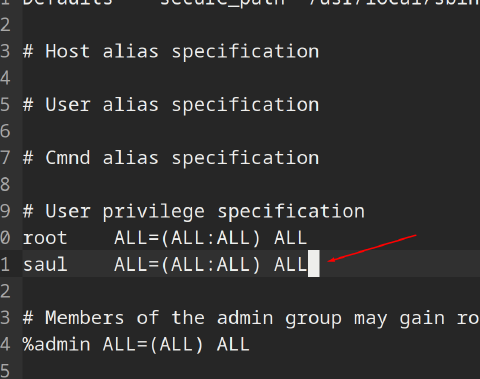 1 Defaults secure_path="/usr/local/sbin
2
3 # Host alias specification
4
5 # User alias specification
6
7 # Cmnd alias specification
8
9 # User privilege specification
0 root ALL=(ALL:ALL) ALL
1 saul ALL=(ALL:ALL) ALL
2
3 # Members of the admin group may gain ro
4 %admin ALL=(ALL) ALL
5